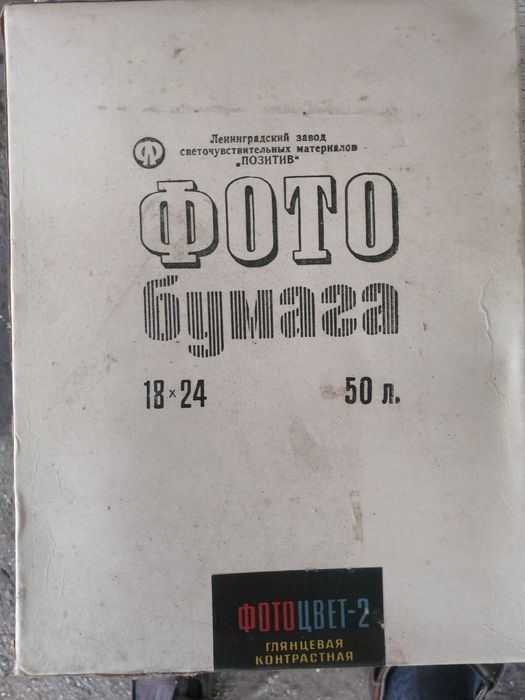 Ленинградский завод
светочувствительных материалов
„ПОЗИТИВ“
ФОТО
бумага
18×24 50 л.
ФОТОЦВЕТ-2
ГЛЯНЦЕВАЯ
КОНТРАСТНАЯ